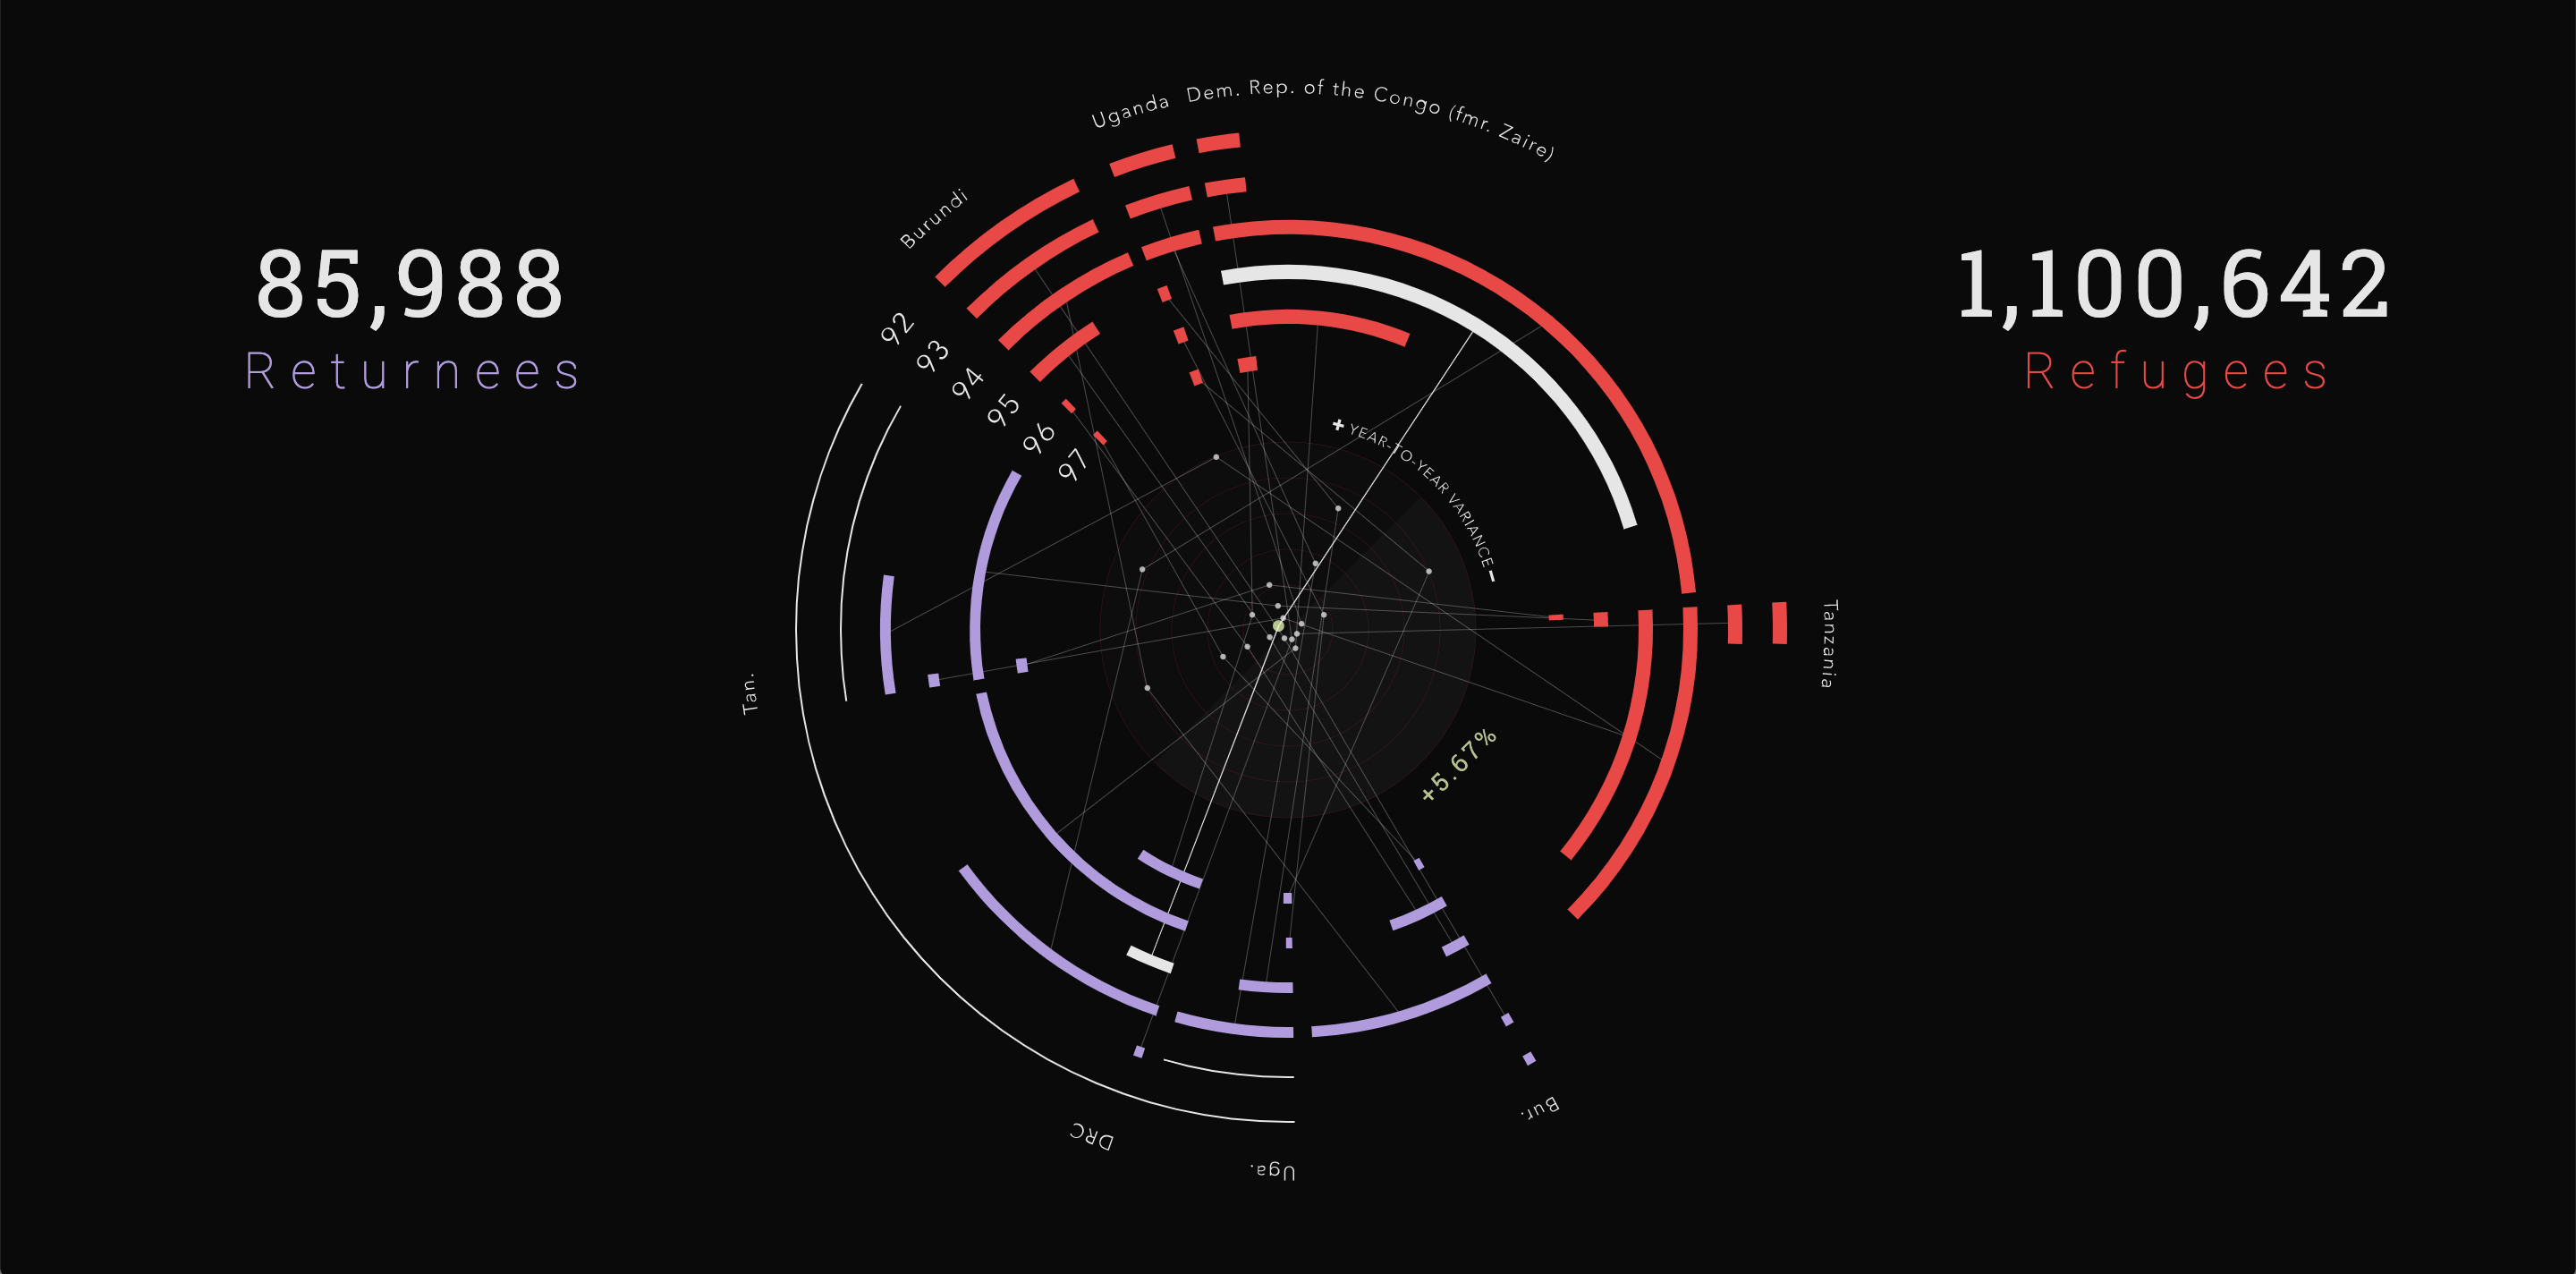 Uganda
Dem. Rep. of the Congo (fmr. Zaire)
Burundi
85,988
Returnees
1,100,642
Refugees
92
93
94
95
96
97
+ YEAR-TO-YEAR VARIANCE −
Tanzania
Tan.
+5.67%
Bur.
DRC
Uga.